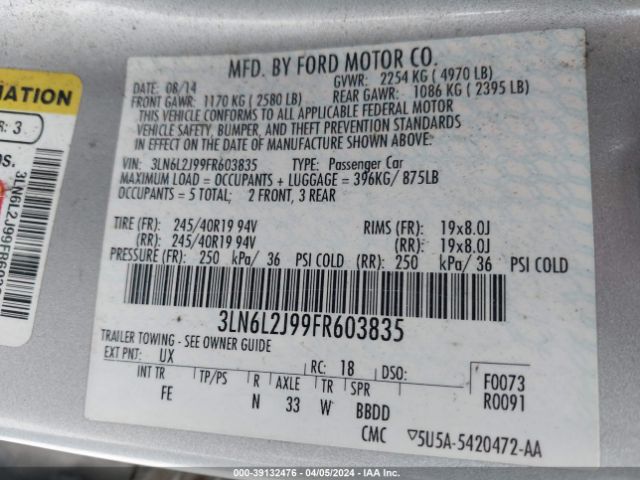 MFD. BY FORD MOTOR CO.
DATE: 08/14 GVWR: 2254 KG ( 4970 LB)
FRONT GAWR: 1170 KG ( 2580 LB) REAR GAWR: 1086 KG ( 2395 LB)
THIS VEHICLE CONFORMS TO ALL APPLICABLE FEDERAL MOTOR
VEHICLE SAFETY, BUMPER, AND THEFT PREVENTION STANDARDS
IN EFFECT ON THE DATE OF MANUFACTURE SHOWN ABOVE.
VIN: 3LN6L2J99FR603835 TYPE: Passenger Car
MAXIMUM LOAD = OCCUPANTS + LUGGAGE = 396KG/ 875LB
OCCUPANTS = 5 TOTAL; 2 FRONT, 3 REAR
TIRE (FR): 245/40R19 94V RIMS (FR): 19x8.0J
(RR): 245/40R19 94V (RR): 19x8.0J
PRESSURE (FR): 250 kPa/ 36 PSI COLD (RR): 250 kPa/ 36 PSI COLD
3LN6L2J99FR603835
TRAILER TOWING - SEE OWNER GUIDE
EXT PNT: UX RC: 18 DSO: F0073
INT TR TP/PS R AXLE TR SPR R0091
FE N 33 W BBDD
CMC ▽5U5A-5420472-AA
MATION
R: 3
os.
3LN6L2J99FR603
000-39132476 - 04/05/2024 - IAA, Inc.